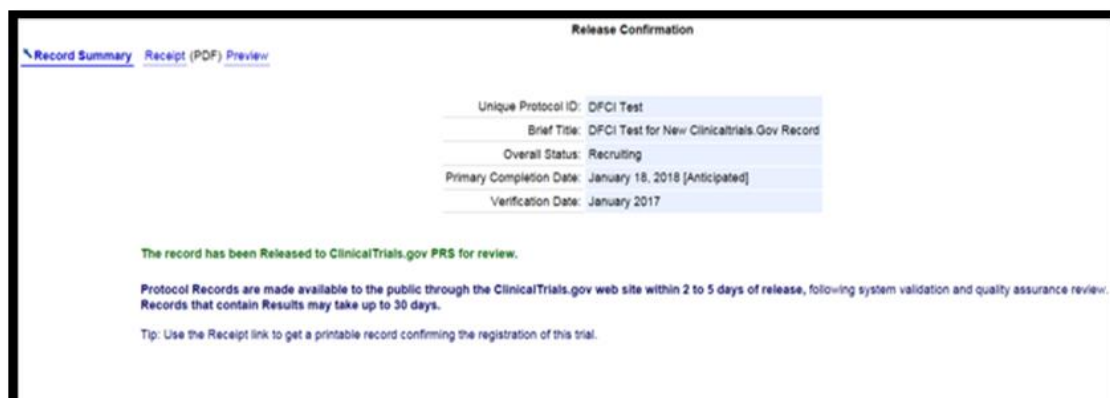 Release Confirmation
Record Summary Receipt (PDF) Preview
Unique Protocol ID: DFCI Test
Brief Title: DFCI Test for New Clinicaltrials.Gov Record
Overall Status: Recruiting
Primary Completion Date: January 18, 2018 [Anticipated]
Verification Date: January 2017
The record has been Released to ClinicalTrials.gov PRS for review.
Protocol Records are made available to the public through the ClinicalTrials.gov web site within 2 to 5 days of release, following system validation and quality assurance review.
Records that contain Results may take up to 30 days.
Tip: Use the Receipt link to get a printable record confirming the registration of this trial.